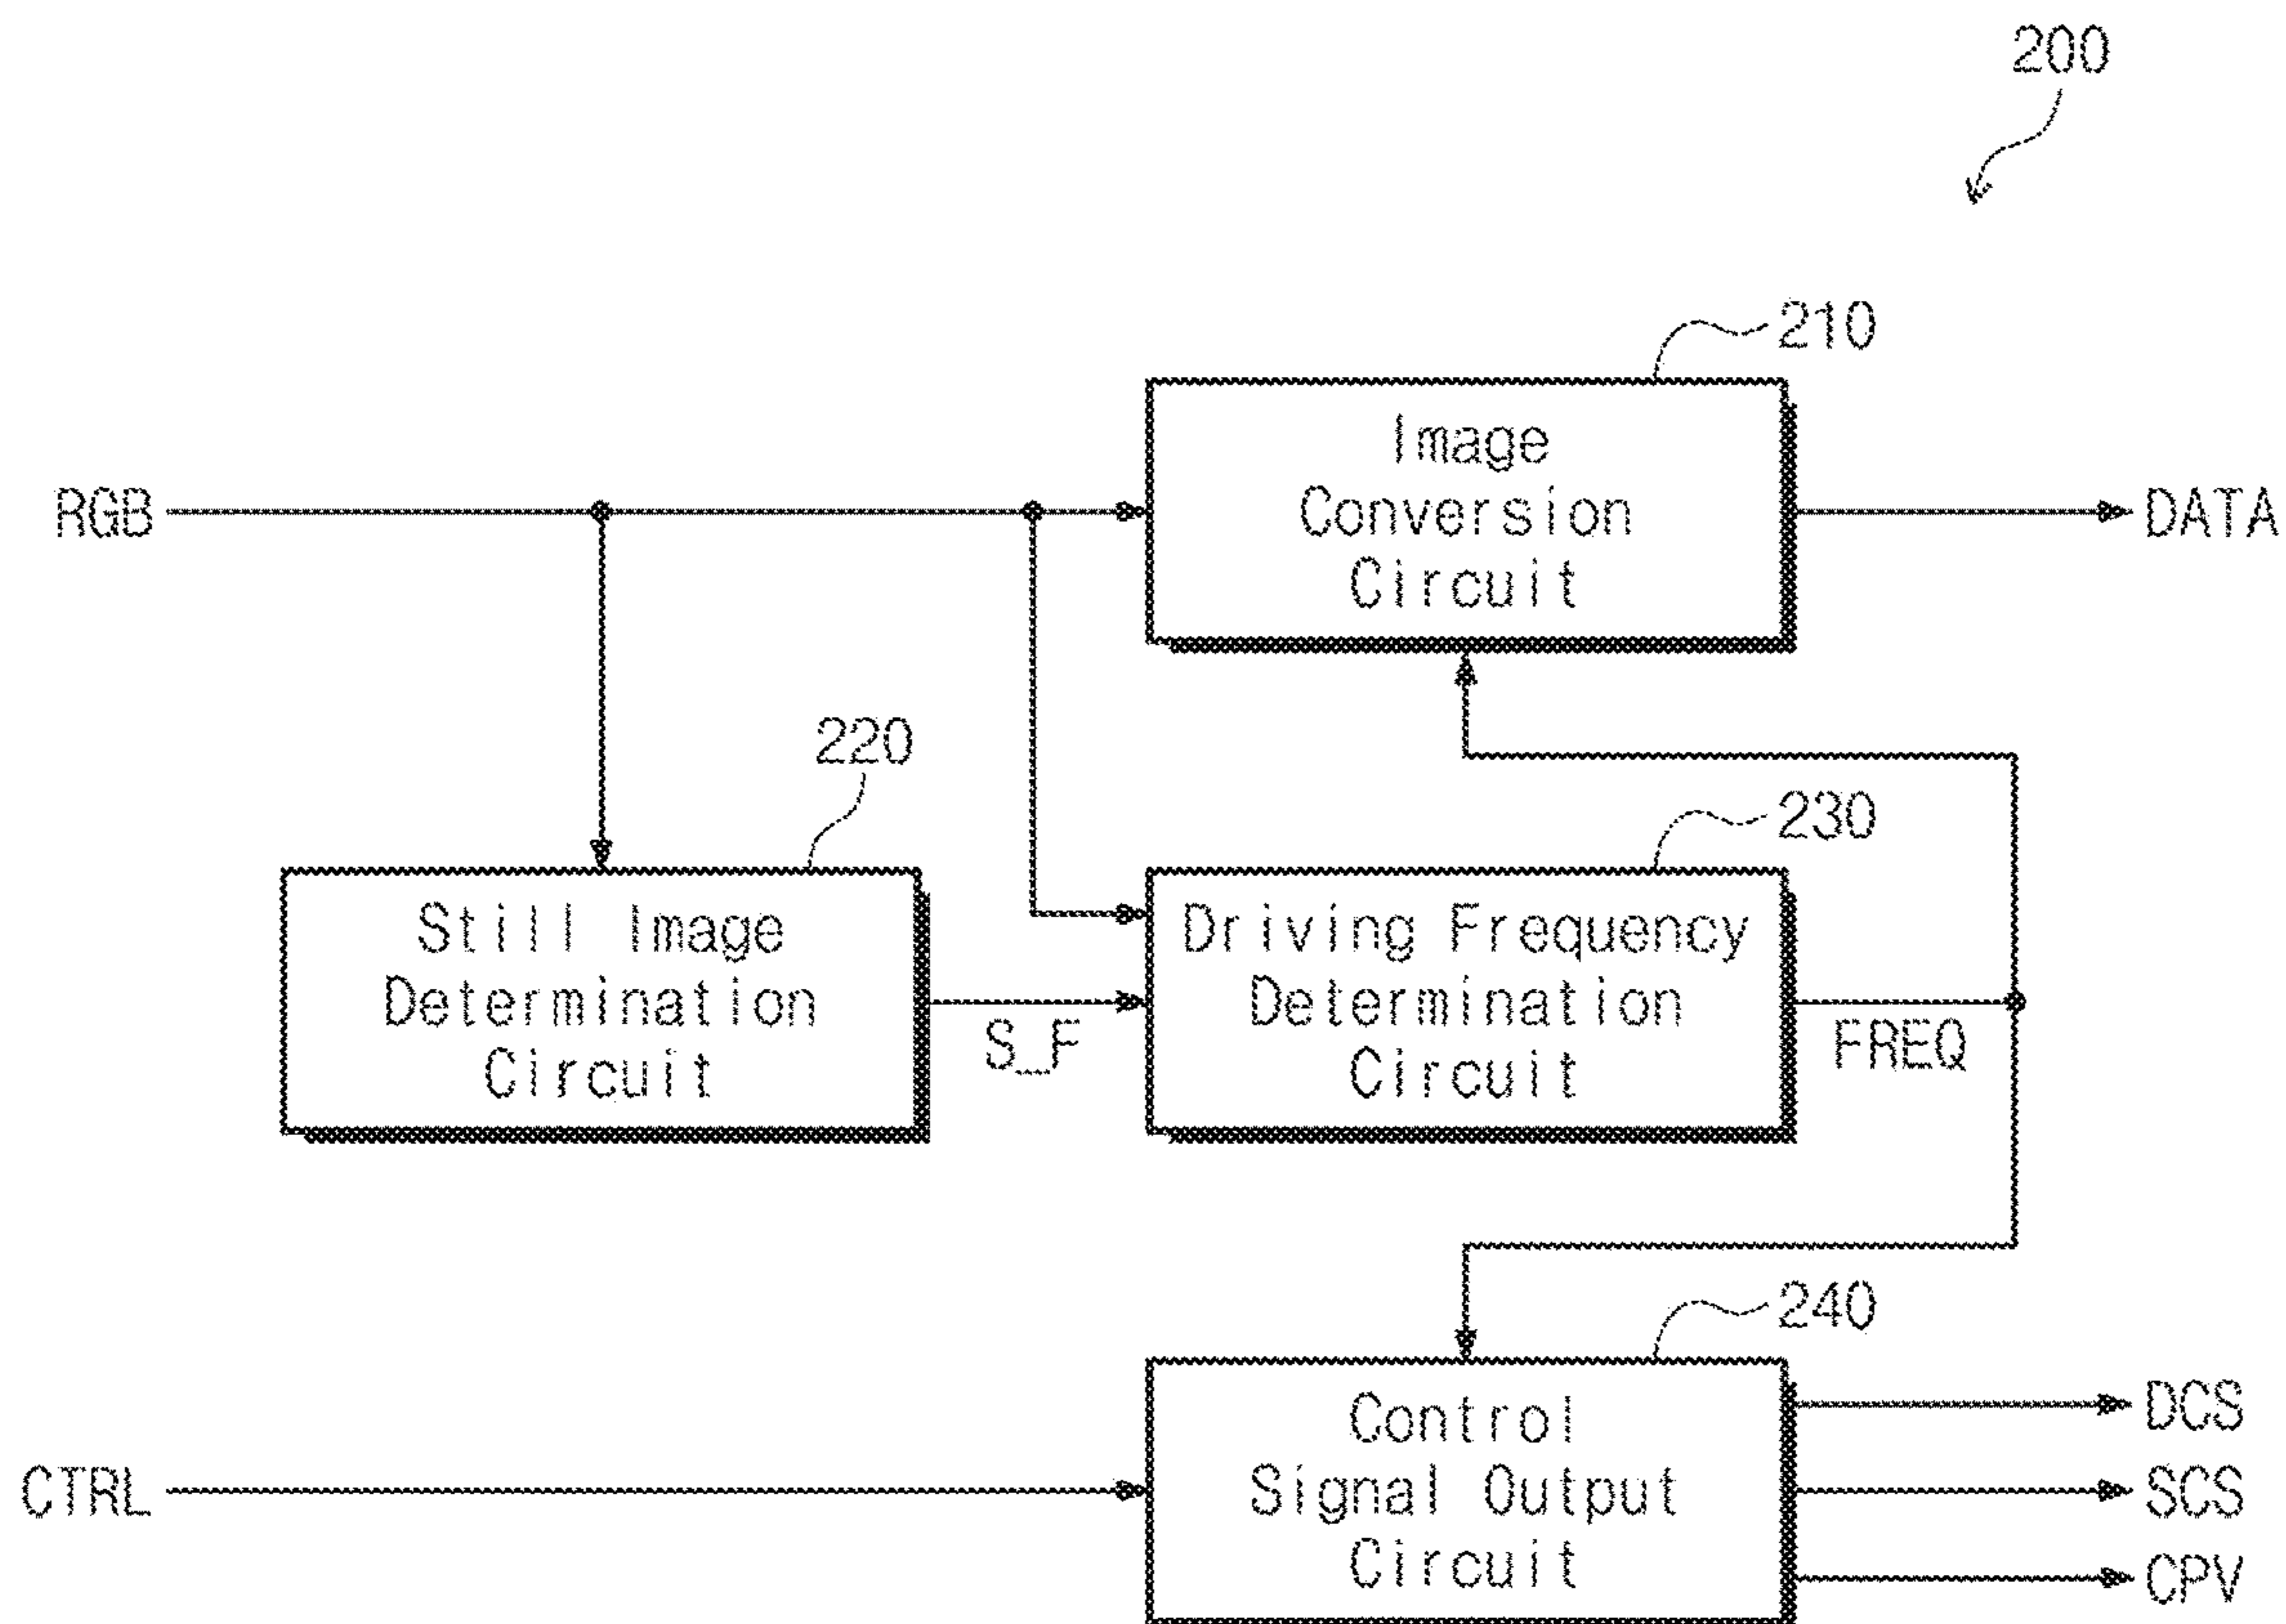 200
210
Image
Conversion
Circuit
RGB
DATA
220
230
Still Image
Determination
Circuit
S_F
Driving Frequency
Determination
Circuit
FREQ
240
Control
Signal Output
Circuit
CTRL
DCS
SCS
CPV